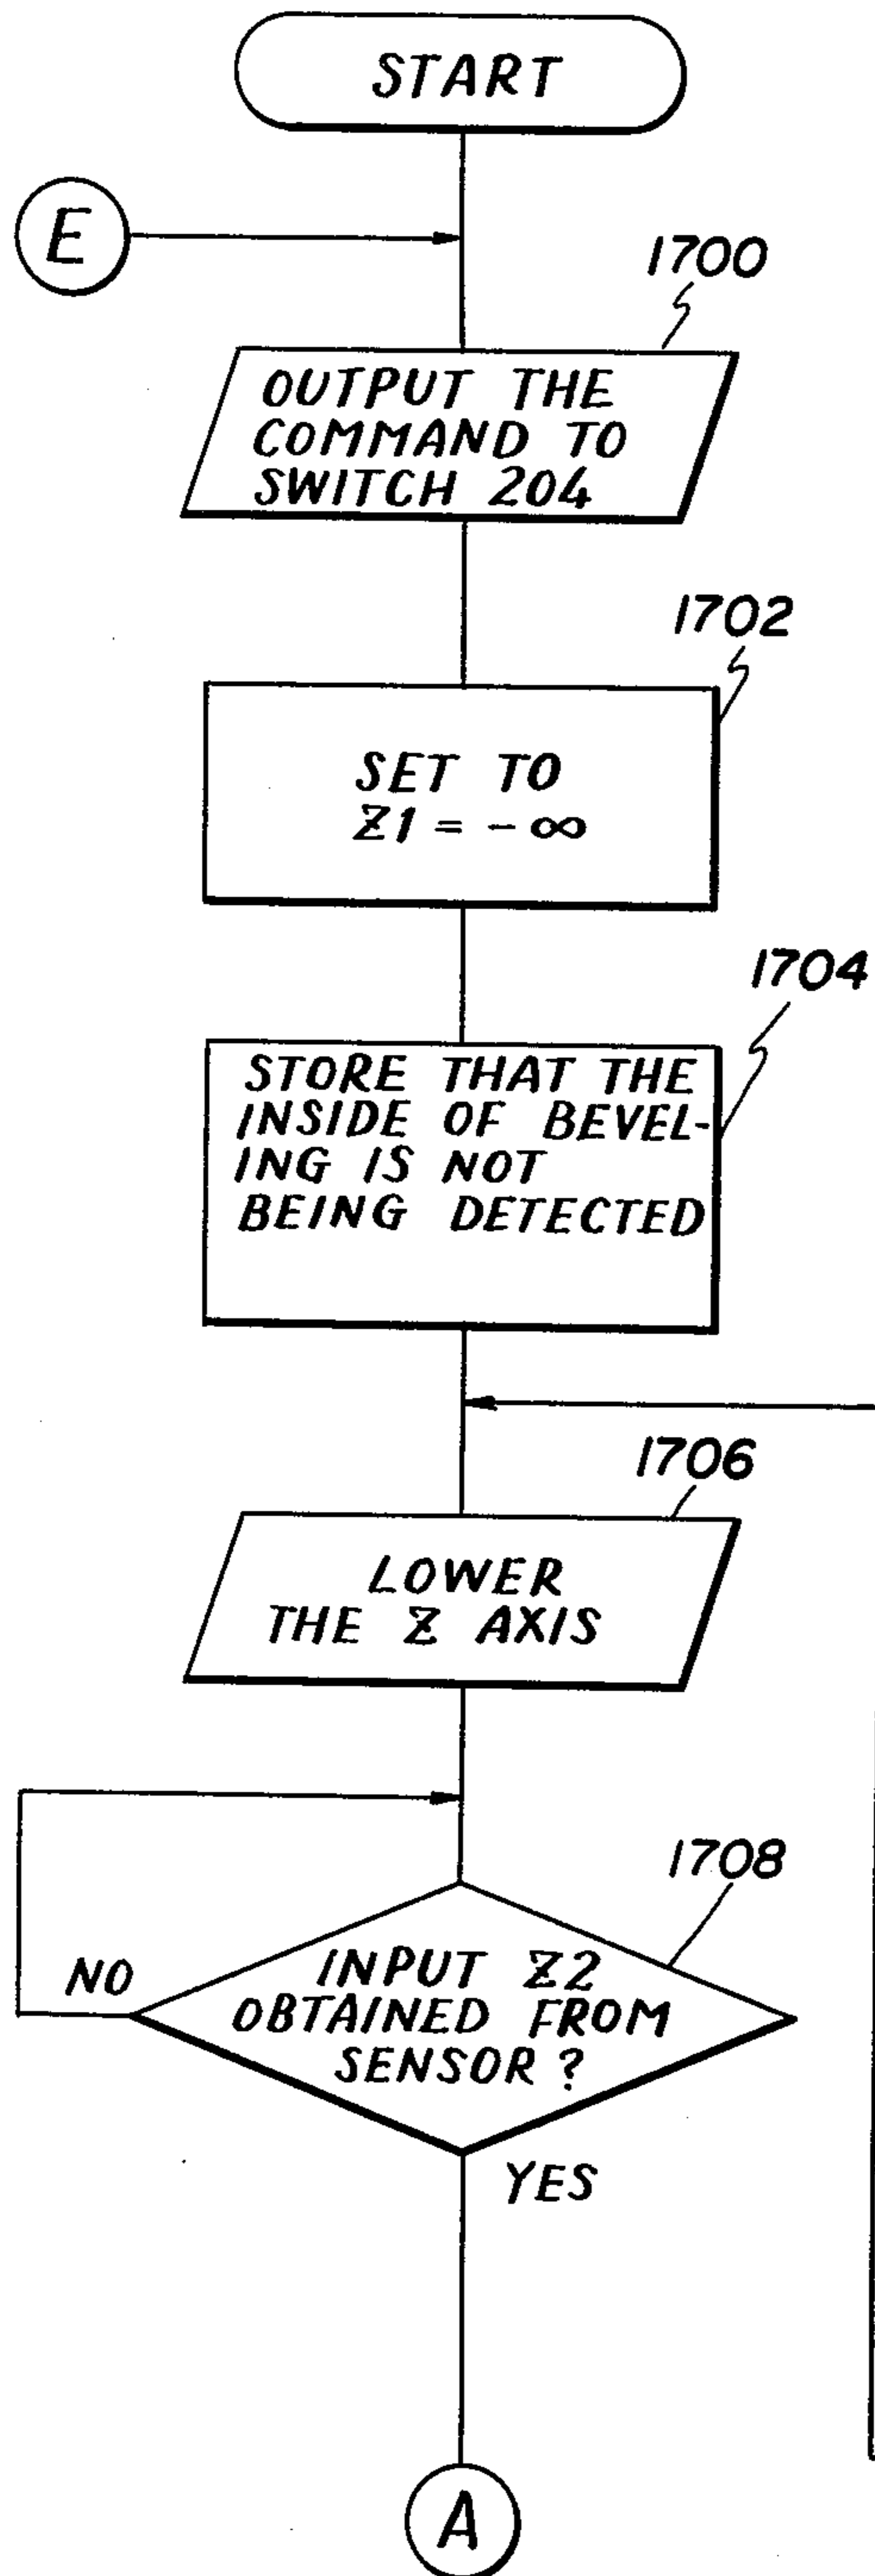 START
E
1700
OUTPUT THE
COMMAND TO
SWITCH 204
1702
SET TO
Z1 = -∞
1704
STORE THAT THE
INSIDE OF BEVEL-
ING IS NOT
BEING DETECTED
1706
LOWER
THE Z AXIS
1708
INPUT Z2
OBTAINED FROM
SENSOR ?
NO
YES
A